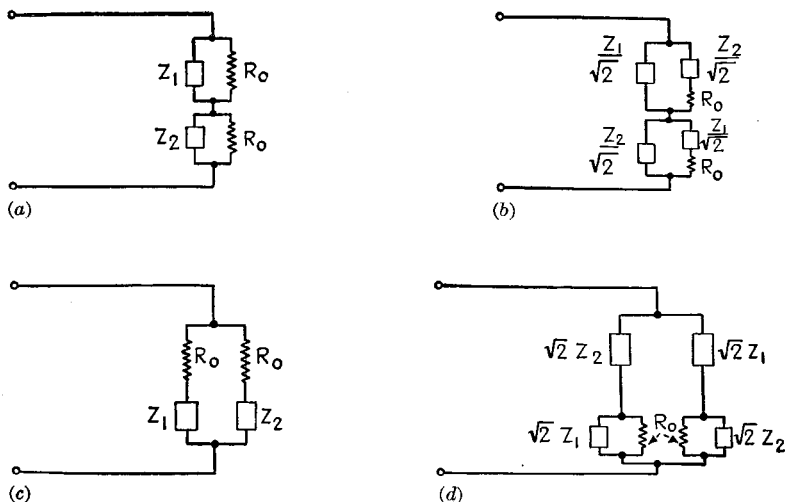 Z1 R0
Z2 R0
(a)
Z1/√2 Z2/√2
R0
Z2/√2 Z1/√2
R0
(b)
R0 R0
Z1 Z2
(c)
√2 Z2 √2 Z1
R0
√2 Z1 √2 Z2
(d)